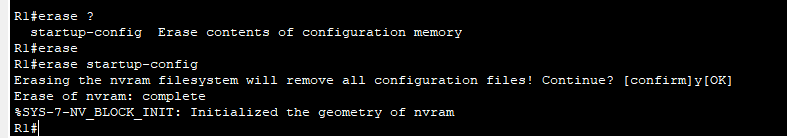 R1#erase ?
  startup-config  Erase contents of configuration memory
R1#erase
R1#erase startup-config
Erasing the nvram filesystem will remove all configuration files! Continue? [confirm]y[OK]
Erase of nvram: complete
%SYS-7-NV_BLOCK_INIT: Initialized the geometry of nvram
R1#